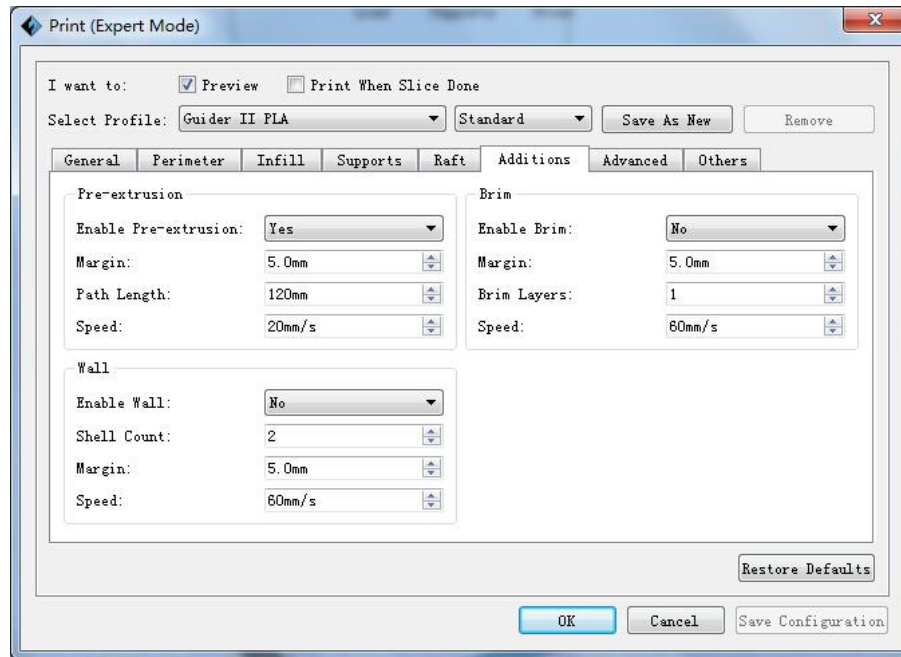 Print (Expert Mode)
I want to: Preview Print When Slice Done
Select Profile: Guider II PLA Standard Save As New Remove
General Perimeter Infill Supports Raft Additions Advanced Others
Pre-extrusion
Enable Pre-extrusion: Yes
Margin: 5.0mm
Path Length: 120mm
Speed: 20mm/s
Brim
Enable Brim: No
Margin: 5.0mm
Brim Layers: 1
Speed: 60mm/s
Wall
Enable Wall: No
Shell Count: 2
Margin: 5.0mm
Speed: 60mm/s
Restore Defaults
OK Cancel Save Configuration